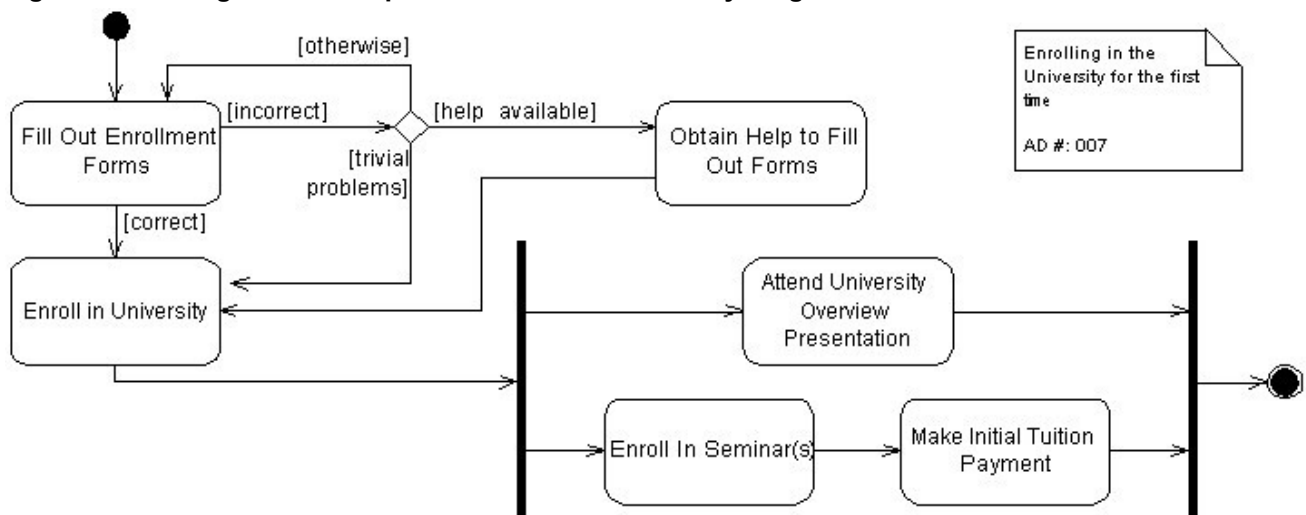 [otherwise]
Enrolling in the
University for the first
time
AD #: 007
[incorrect]
[help available]
Fill Out Enrollment
Forms
[trivial
problems]
Obtain Help to Fill
Out Forms
[correct]
Enroll in University
Attend University
Overview
Presentation
Enroll In Seminar(s)
Make Initial Tuition
Payment